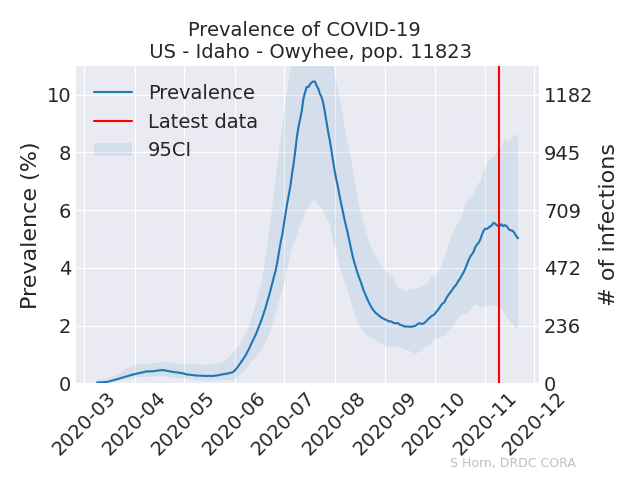 Prevalence of COVID-19
US - Idaho - Owyhee, pop. 11823
Prevalence
Latest data
95CI
Prevalence (%)
10
8
6
4
2
0
1182
945
709
472
236
0
# of infections
2020-03
2020-04
2020-05
2020-06
2020-07
2020-08
2020-09
2020-10
2020-11
2020-12
S Horn, DRDC CORA